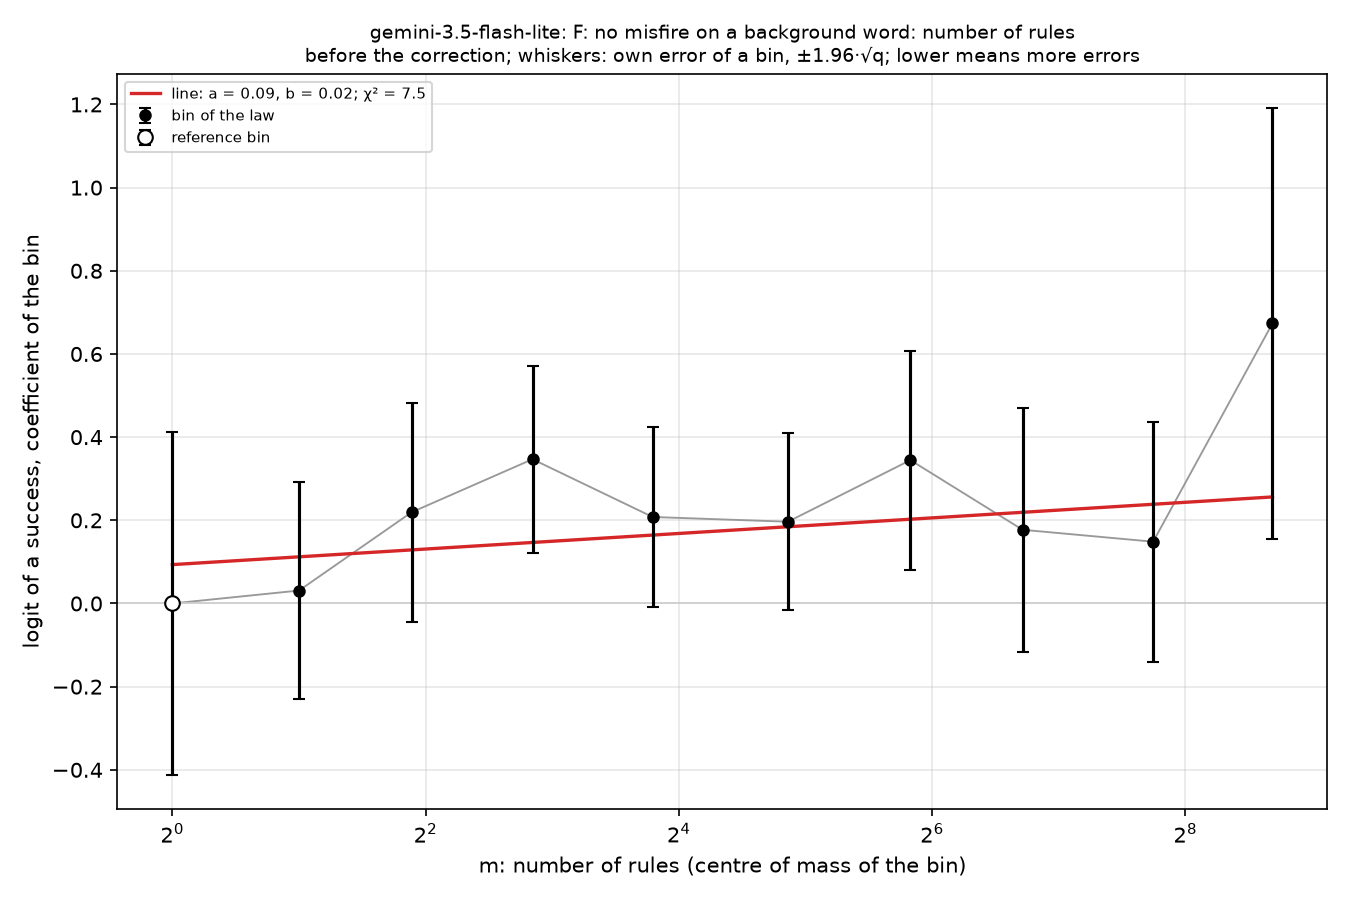 gemini-3.5-flash-lite: F: no misfire on a background word: number of rules
before the correction; whiskers: own error of a bin, ±1.96·√q; lower means more errors
line: a = 0.09, b = 0.02; χ² = 7.5
bin of the law
reference bin
logit of a success, coefficient of the bin
1.2
1.0
0.8
0.6
0.4
0.2
0.0
−0.2
−0.4
2⁰
2²
2⁴
2⁶
2⁸
m: number of rules (centre of mass of the bin)